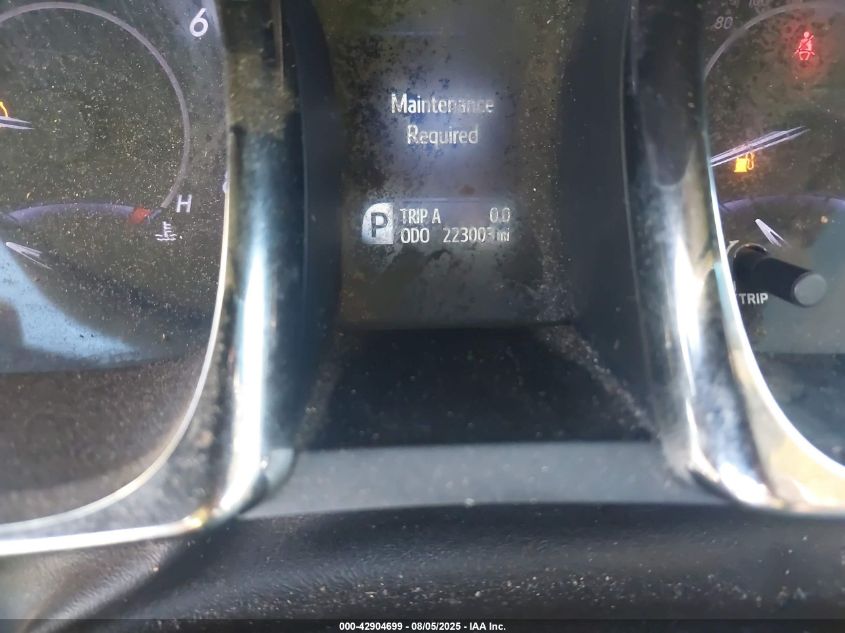 6
80
Maintenance
Required
H
P
TRIP A 0.0
ODO 223003 mi
TRIP
000-42904699 - 08/05/2025 - IAA Inc.